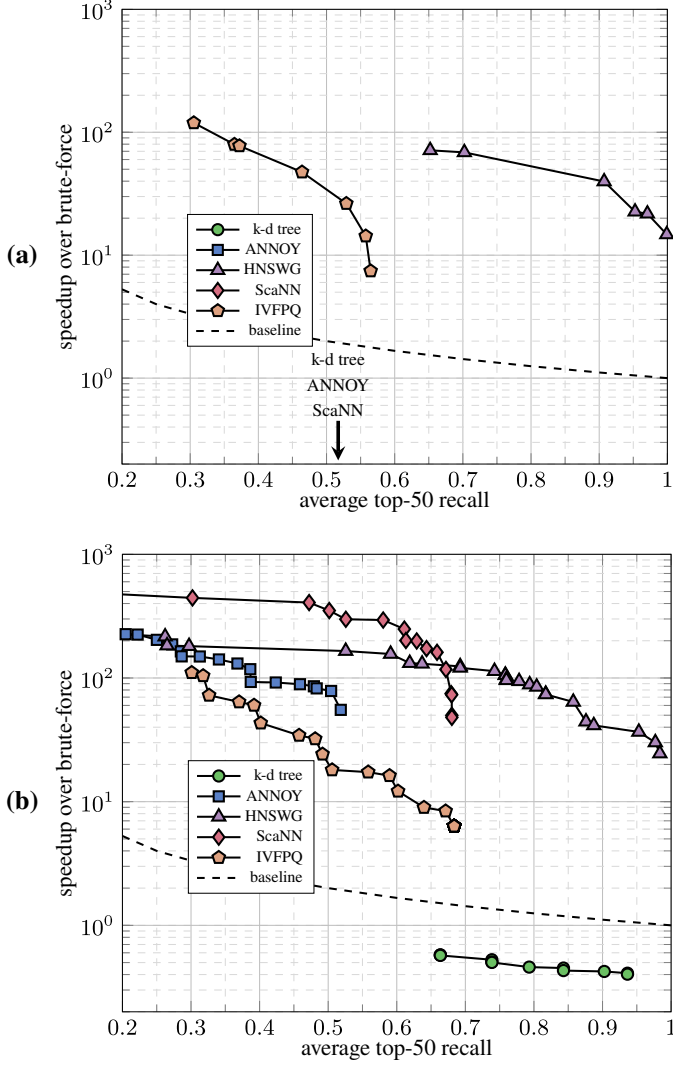 10^3
10^2
10^1
10^0
speedup over brute-force
(a)
k-d tree
ANNOY
HNSWG
ScaNN
IVFPQ
baseline
k-d tree
ANNOY
ScaNN
0.2 0.3 0.4 0.5 0.6 0.7 0.8 0.9 1
average top-50 recall
10^3
10^2
10^1
10^0
speedup over brute-force
(b)
k-d tree
ANNOY
HNSWG
ScaNN
IVFPQ
baseline
0.2 0.3 0.4 0.5 0.6 0.7 0.8 0.9 1
average top-50 recall